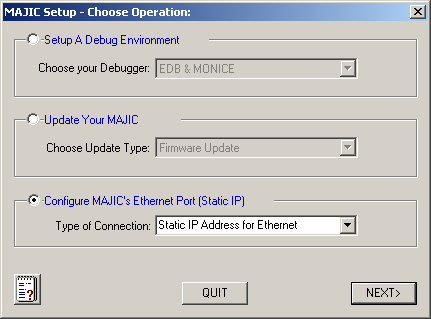 MAJIC Setup - Choose Operation:
Setup A Debug Environment
Choose your Debugger: EDB & MONICE
Update Your MAJIC
Choose Update Type: Firmware Update
Configure MAJIC's Ethernet Port (Static IP)
Type of Connection: Static IP Address for Ethernet
?
QUIT NEXT>